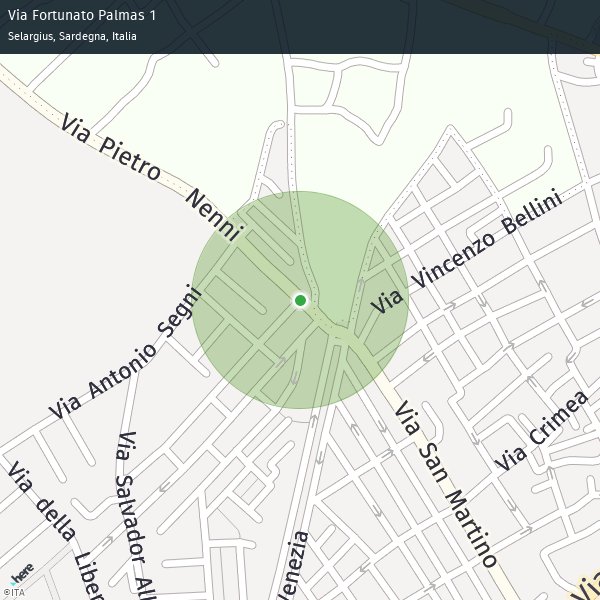 Via Fortunato Palmas 1
Selargius, Sardegna, Italia
Via Pietro Nenni
Via Vincenzo Bellini
Via Antonio Segni
Via Crimea
Via San Martino
Via Salvador All
Via della Liber
Venezia
Via
here
©ITA